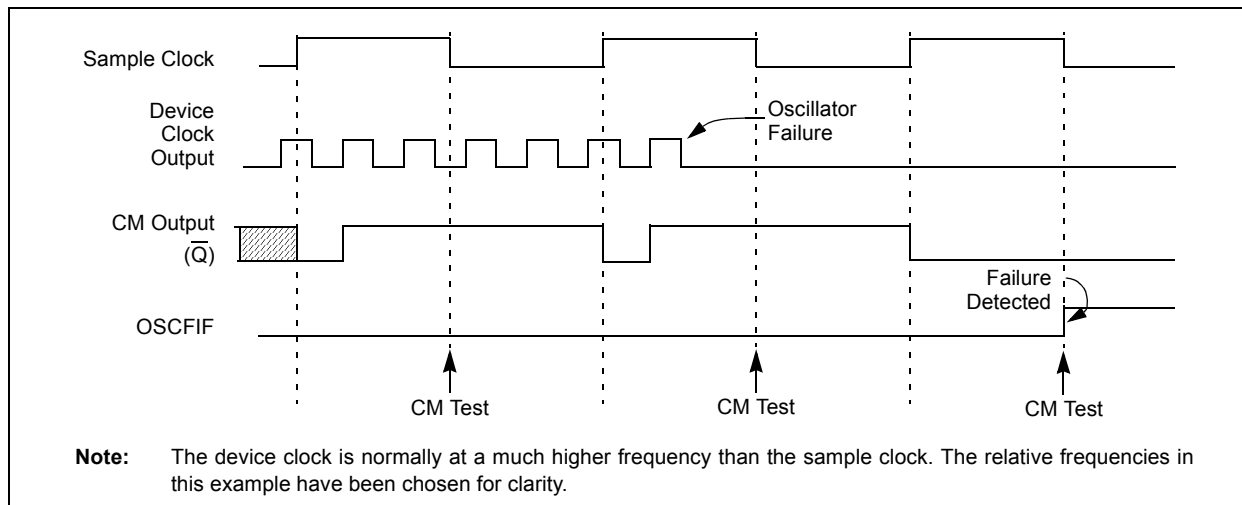 Sample Clock
Device
Clock
Output
Oscillator
Failure
CM Output
(Q̅)
Failure
Detected
OSCFIF
CM Test
CM Test
CM Test
Note: The device clock is normally at a much higher frequency than the sample clock. The relative frequencies in
this example have been chosen for clarity.